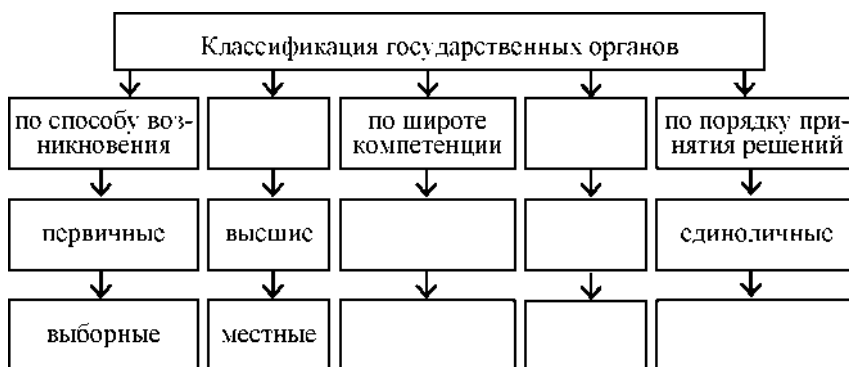 Классификация государственных органов
по способу воз-
никновения
по широте
компетенции
по порядку при-
нятия решений
первичные
высшие
единоличные
выборные
местные